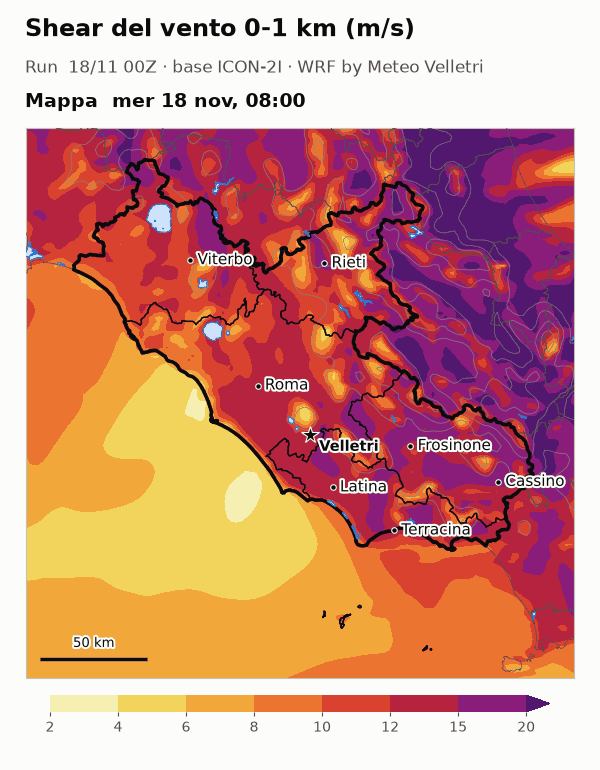 Shear del vento 0-1 km (m/s)
Run  18/11 00Z · base ICON-2I · WRF by Meteo Velletri
Mappa  mer 18 nov, 08:00
Viterbo
Rieti
Roma
Velletri
Frosinone
Latina
Cassino
Terracina
50 km
2 4 6 8 10 12 15 20